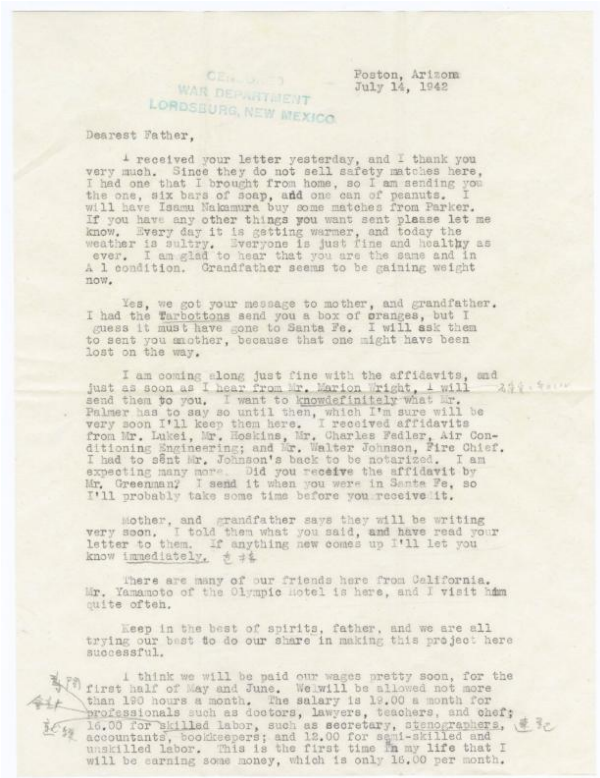 CENSORED
WAR DEPARTMENT
LORDSBURG, NEW MEXICO
Poston, Arizona
July 14, 1942
Dearest Father,
I received your letter yesterday, and I thank you
very much. Since they do not sell safety matches here,
I had one that I brought from home, so I am sending you
the one, six bars of soap, and one can of peanuts. I
will have Isamu Nakamura buy some matches from Parker.
If you have any other things you want sent please let me
know. Every day it is getting warmer, and today the
weather is sultry. Everyone is just fine and healthy as
ever. I am glad to hear that you are the same and in
A 1 condition. Grandfather seems to be gaining weight
now.
Yes, we got your message to mother, and grandfather.
I had the Tarbottons send you a box of oranges, but I
guess it must have gone to Santa Fe. I will ask them
to sent you another, because that one might have been
lost on the way.
I am coming along just fine with the affidavits, and
just as soon as I hear from Mr. Marion Wright, I will
send them to you. I want to knowdefinitely what Mr.
Palmer has to say so until then, which I'm sure will be
very soon I'll keep them here. I received affidavits
from Mr. Lukei, Mr. Hoskins, Mr. Charles Fedler, Air Con-
ditioning Engineering; and Mr. Walter Johnson, Fire Chief.
I had to sent Mr. Johnson's back to be notarized. I am
expecting many more. Did you receive the affidavit by
Mr. Greenman? I send it when you were in Santa Fe, so
I'll probably take some time before you receive it.
Mother, and grandfather says they will be writing
very soon. I told them what you said, and have read your
letter to them. If anything new comes up I'll let you
know immediately.
There are many of our friends here from California.
Mr. Yamamoto of the Olympic Hotel is here, and I visit him
quite often.
Keep in the best of spirits, father, and we are all
trying our best to do our share in making this project here
successful.
I think we will be paid our wages pretty soon, for the
first half of May and June. We will be allowed not more
than 190 hours a month. The salary is 19.00 a month for
professionals such as doctors, lawyers, teachers, and chef;
16.00 for skilled labor, such as secretary, stenographers,
accountants, bookkeepers; and 12.00 for semi-skilled and
unskilled labor. This is the first time in my life that I
will be earning some money, which is only 16.00 per month.